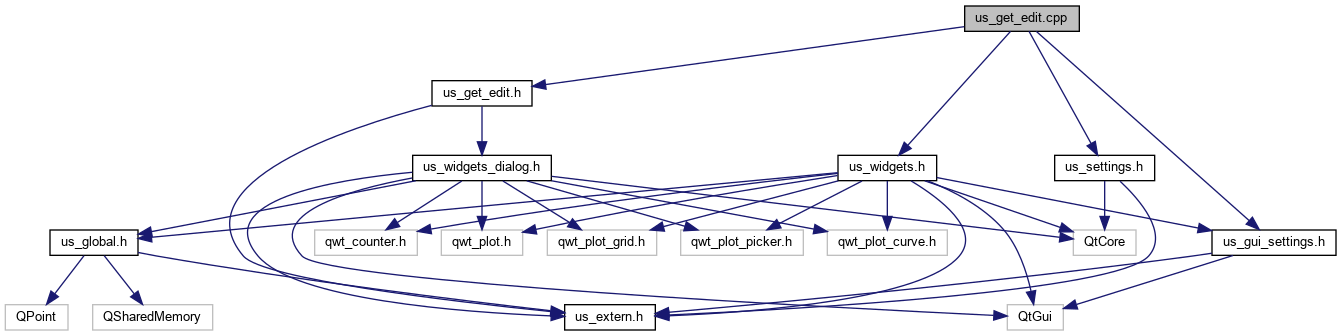 us_get_edit.cpp
us_get_edit.h
us_widgets_dialog.h
us_widgets.h
us_settings.h
us_global.h
qwt_counter.h
qwt_plot.h
qwt_plot_grid.h
qwt_plot_picker.h
qwt_plot_curve.h
QtCore
us_gui_settings.h
QPoint
QSharedMemory
us_extern.h
QtGui